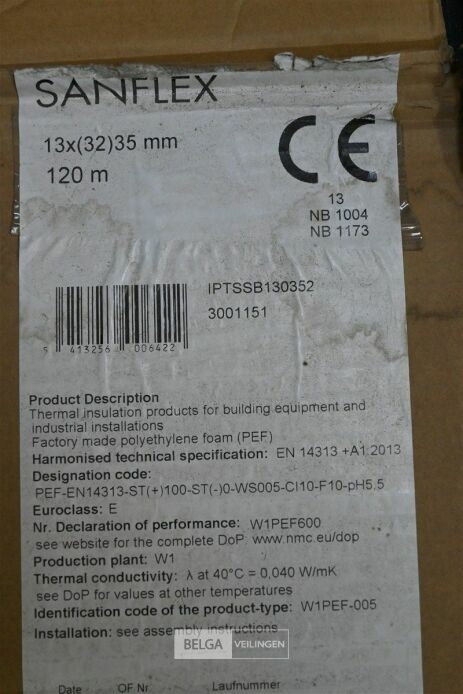 SANFLEX
13x(32)35 mm
120 m
CE
13
NB 1004
NB 1173
IPTSSB130352
3001151
5 413256 006422
Product Description
Thermal insulation products for building equipment and
industrial installations
Factory made polyethylene foam (PEF)
Harmonised technical specification: EN 14313 +A1:2013
Designation code:
PEF-EN14313-ST(+)100-ST(-)0-WS005-Cl10-F10-pH5,5
Euroclass: E
Nr. Declaration of performance: W1PEF600
see website for the complete DoP: www.nmc.eu/dop
Production plant: W1
Thermal conductivity: λ at 40°C = 0,040 W/mK
see DoP for values at other temperatures
Identification code of the product-type: W1PEF-005
Installation: see assembly instructions
BELGA VEILINGEN
Date OF Nr Laufnummer